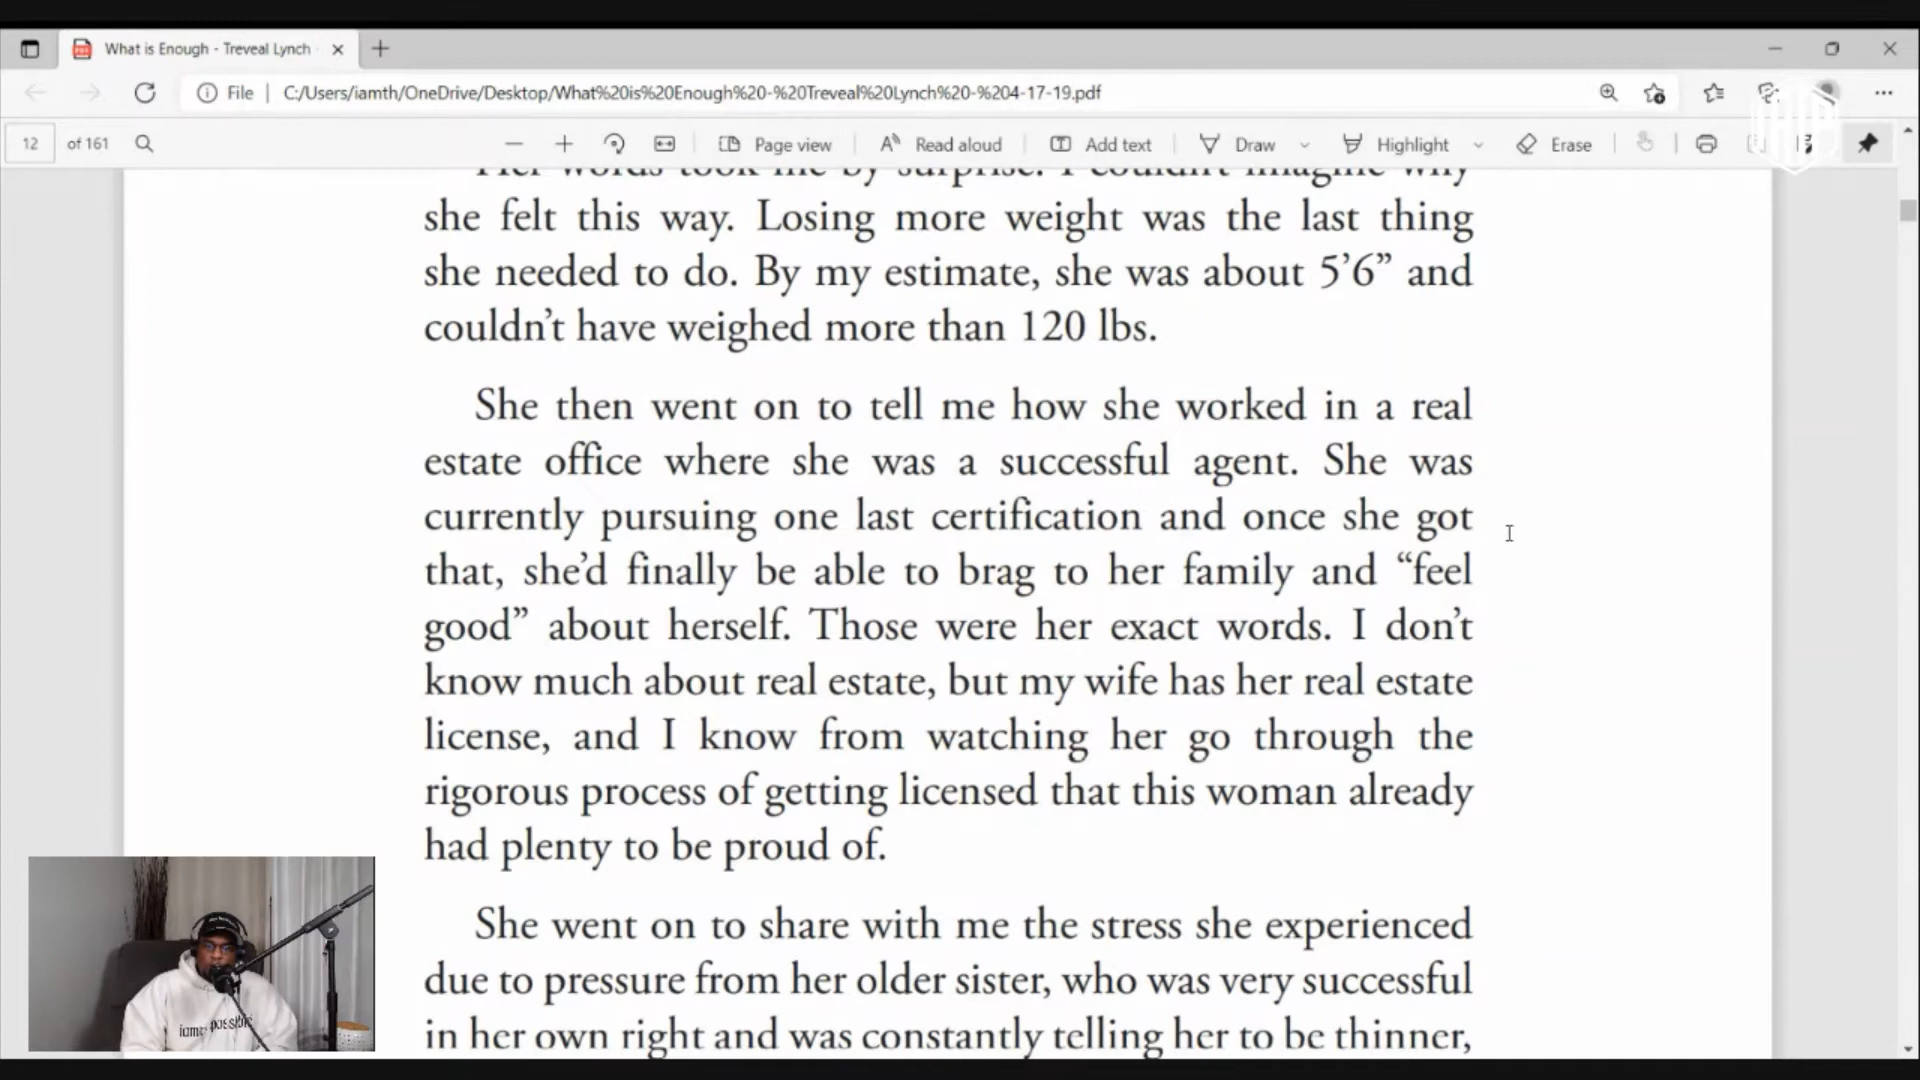 What is Enough - Treveal Lynch
File
C:/Users/iamth/OneDrive/Desktop/What%20is%20Enough%20-%20Treveal%20Lynch%20-%204-17-19.pdf
12 of 161
Page view
Read aloud
Add text
Draw
Highlight
Erase
Her words took me by surprise. I couldn't imagine why
she felt this way. Losing more weight was the last thing
she needed to do. By my estimate, she was about 5’6” and
couldn’t have weighed more than 120 lbs.
She then went on to tell me how she worked in a real
estate office where she was a successful agent. She was
currently pursuing one last certification and once she got
that, she’d finally be able to brag to her family and “feel
good” about herself. Those were her exact words. I don’t
know much about real estate, but my wife has her real estate
license, and I know from watching her go through the
rigorous process of getting licensed that this woman already
had plenty to be proud of.
She went on to share with me the stress she experienced
due to pressure from her older sister, who was very successful
in her own right and was constantly telling her to be thinner,